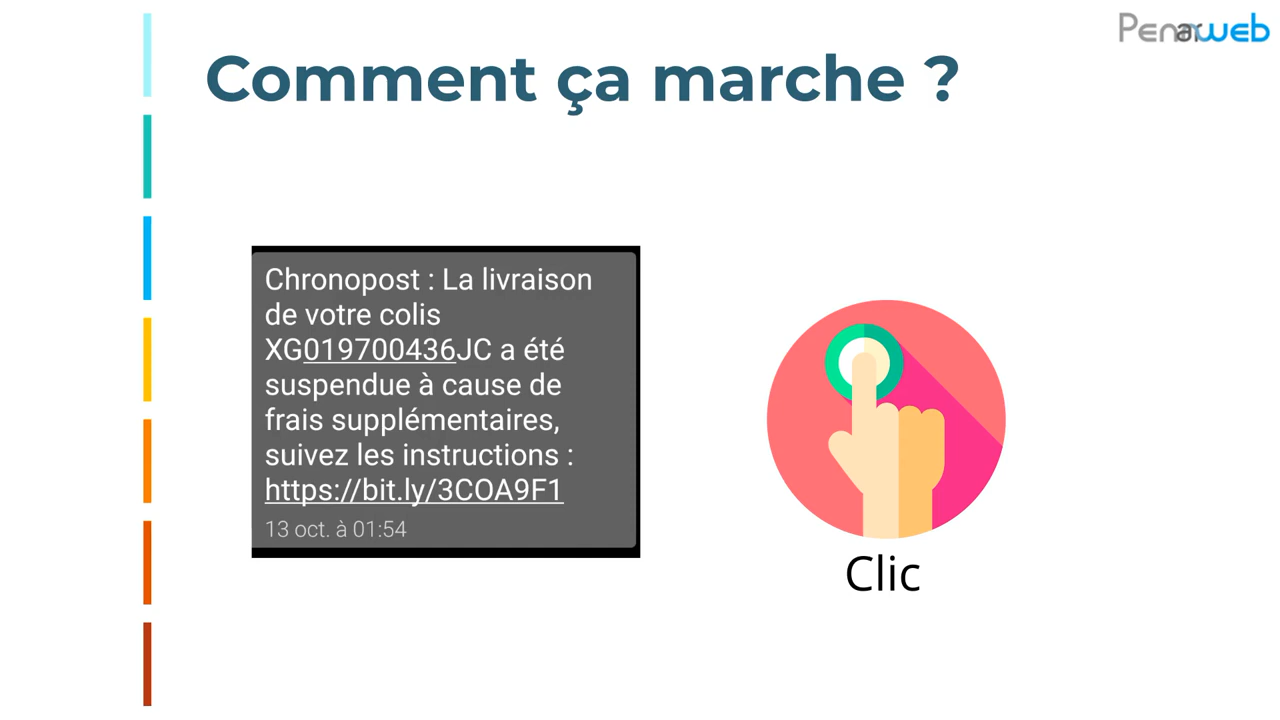 Penarweb
Comment ça marche ?
Chronopost : La livraison
de votre colis
XG019700436JC a été
suspendue à cause de
frais supplémentaires,
suivez les instructions :
https://bit.ly/3COA9F1
13 oct. à 01:54
Clic